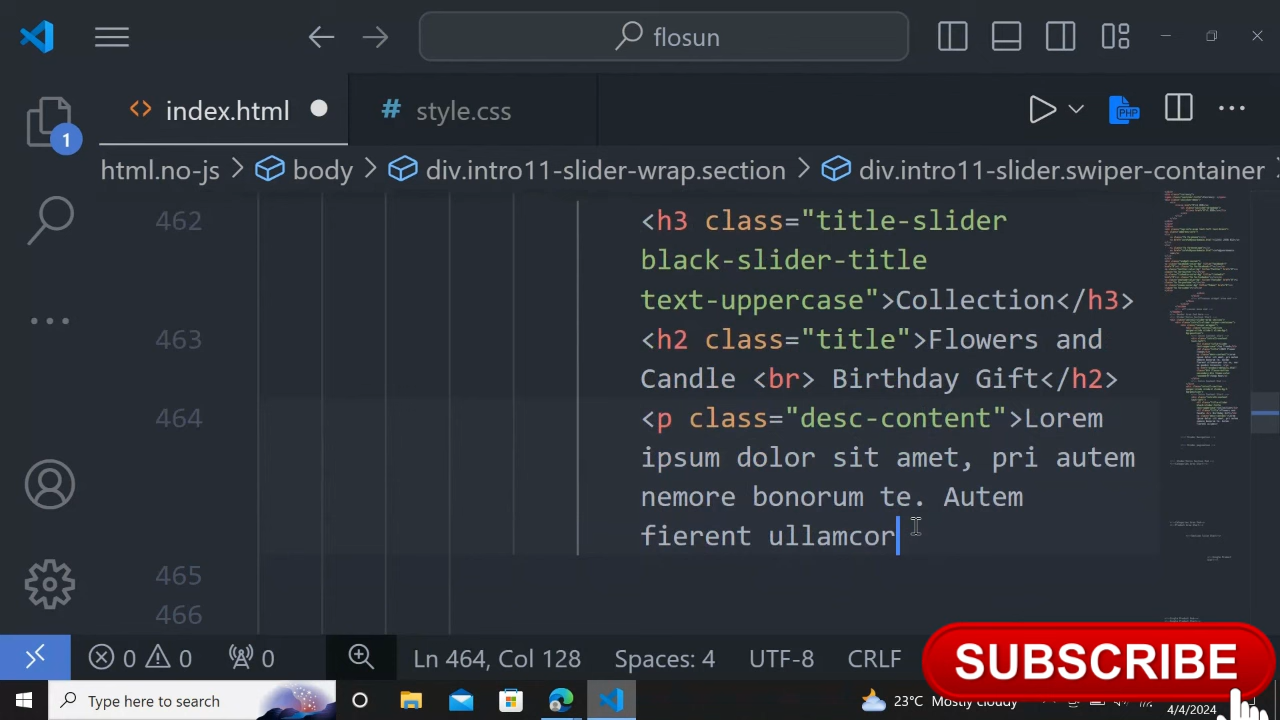 flosun
index.html
# style.css
PHP
1
html.no-js > body > div.intro11-slider-wrap.section > div.intro11-slider.swiper-container
462 <h3 class="title-slider
black-slider-title
text-uppercase">Collection</h3>
463 <h2 class="title">Flowers and
Candle <br> Birthday Gift</h2>
464 <p class="desc-content">Lorem
ipsum dolor sit amet, pri autem
nemore bonorum te. Autem
fierent ullamcor
465
466
0 0 0 Ln 464, Col 128 Spaces: 4 UTF-8 CRLF
SUBSCRIBE
Type here to search 23°C Mostly cloudy
4/4/2024